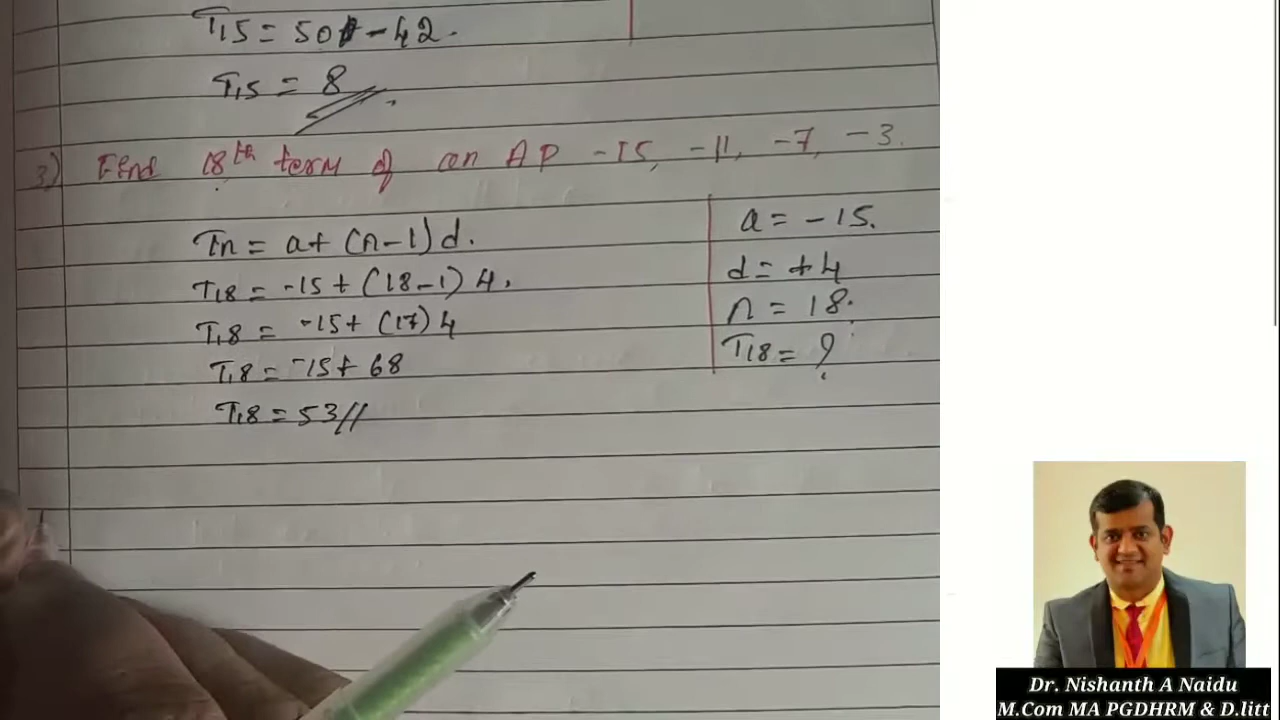 T15 = 50 - 42.
T15 = 8
3) Find 18th term of an AP -15, -11, -7, -3.
Tn = a+ (n-1) d.
T18 = -15 + (18-1) 4.
T18 = -15+ (17) 4
T18 = -15+ 68
T18 = 53//
a = -15.
d = +4
n = 18.
T18 = ?
Dr. Nishanth A Naidu
M.Com MA PGDHRM & D.litt